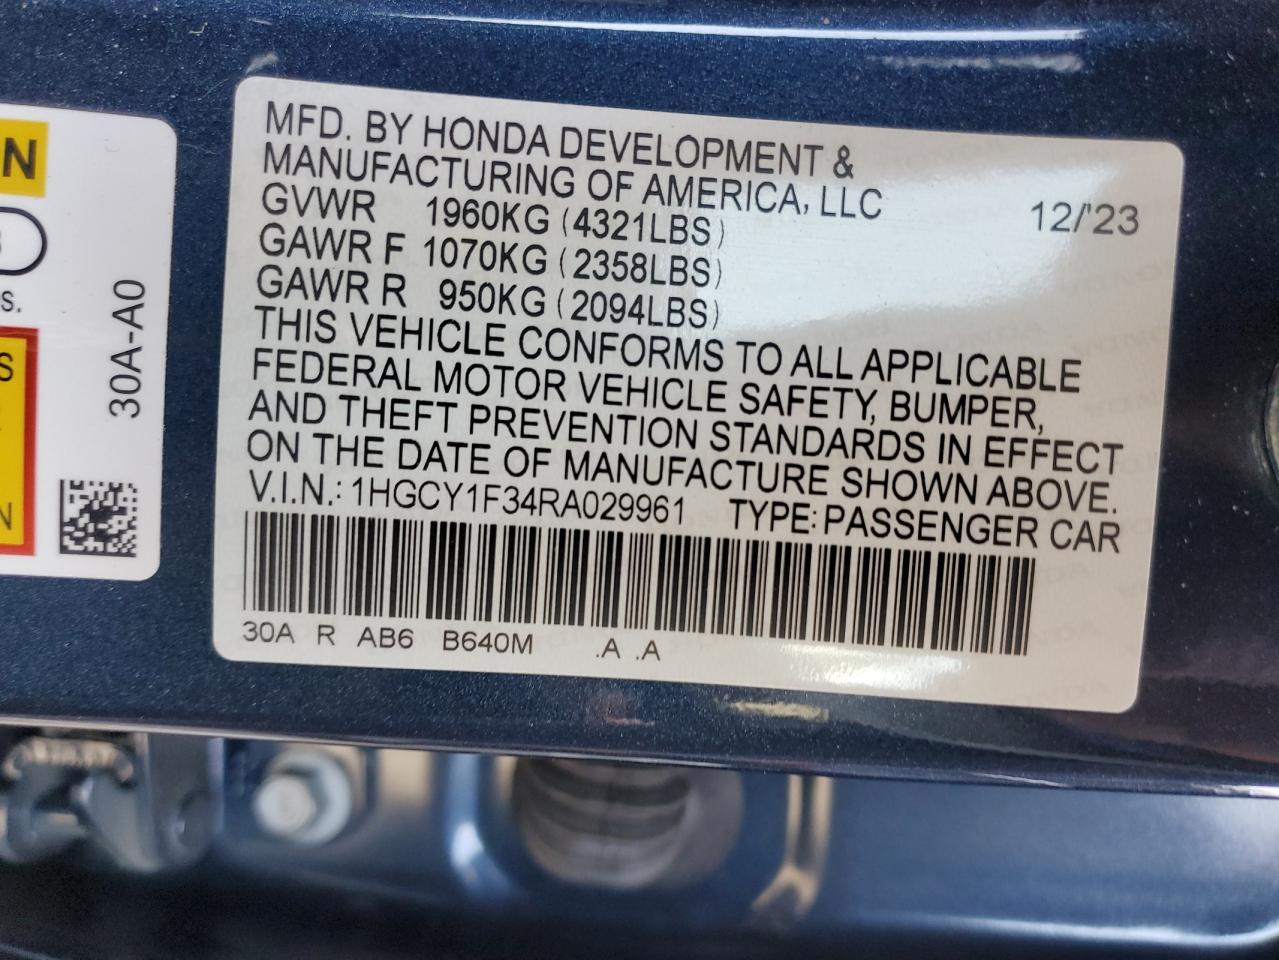 MFD. BY HONDA DEVELOPMENT &
MANUFACTURING OF AMERICA, LLC
GVWR 1960KG (4321LBS) 12/'23
GAWR F 1070KG (2358LBS)
GAWR R 950KG (2094LBS)
THIS VEHICLE CONFORMS TO ALL APPLICABLE
FEDERAL MOTOR VEHICLE SAFETY, BUMPER,
AND THEFT PREVENTION STANDARDS IN EFFECT
ON THE DATE OF MANUFACTURE SHOWN ABOVE.
V.I.N.: 1HGCY1F34RA029961 TYPE: PASSENGER CAR
30A R AB6 B640M .A .A
30A-A0